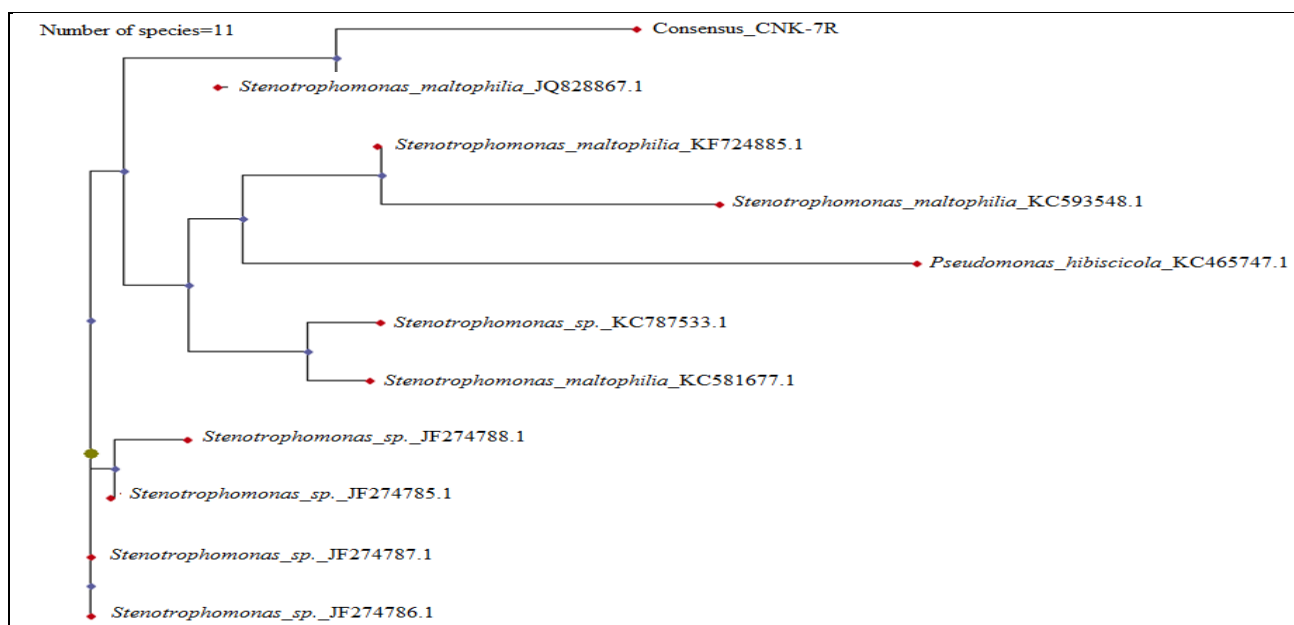 Number of species=11
Consensus_CNK-7R
Stenotrophomonas_maltophilia_JQ828867.1
Stenotrophomonas_maltophilia_KF724885.1
Stenotrophomonas_maltophilia_KC593548.1
Pseudomonas_hibiscicola_KC465747.1
Stenotrophomonas_sp._KC787533.1
Stenotrophomonas_maltophilia_KC581677.1
Stenotrophomonas_sp._JF274788.1
Stenotrophomonas_sp._JF274785.1
Stenotrophomonas_sp._JF274787.1
Stenotrophomonas_sp._JF274786.1